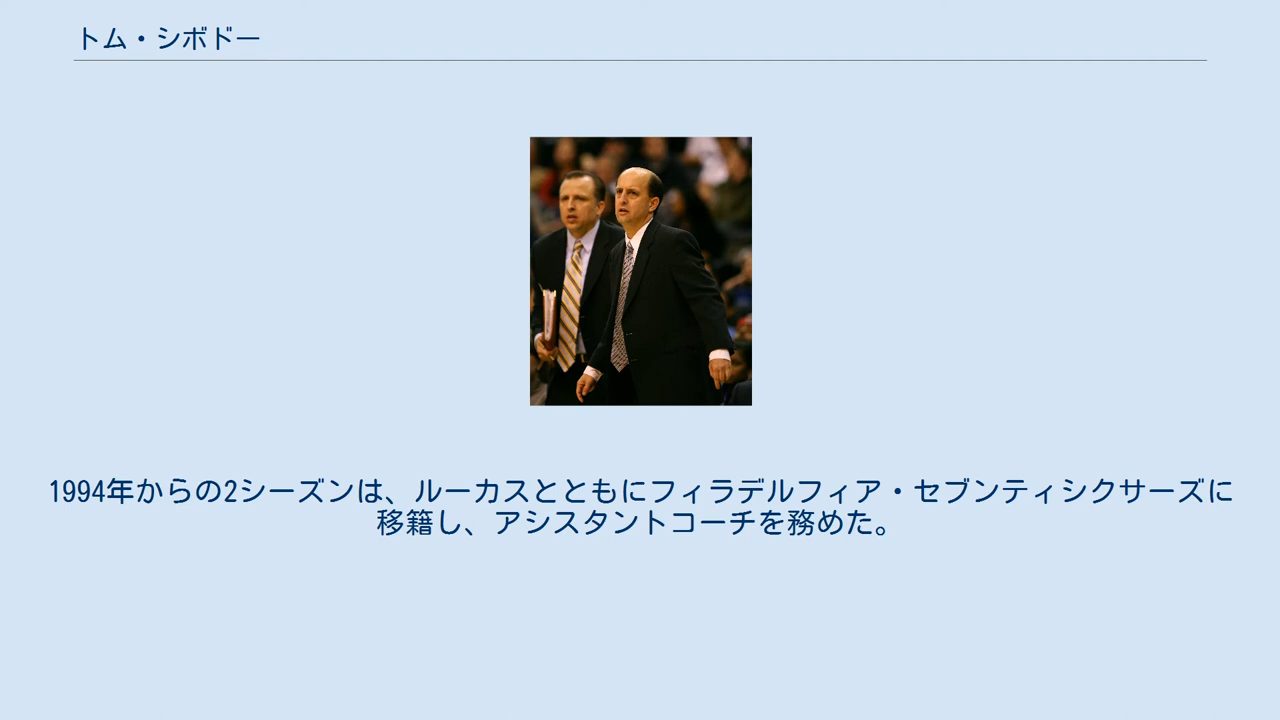 トム・シボドー
1994年からの2シーズンは、ルーカスとともにフィラデルフィア・セブンティシクサーズに
移籍し、アシスタントコーチを務めた。